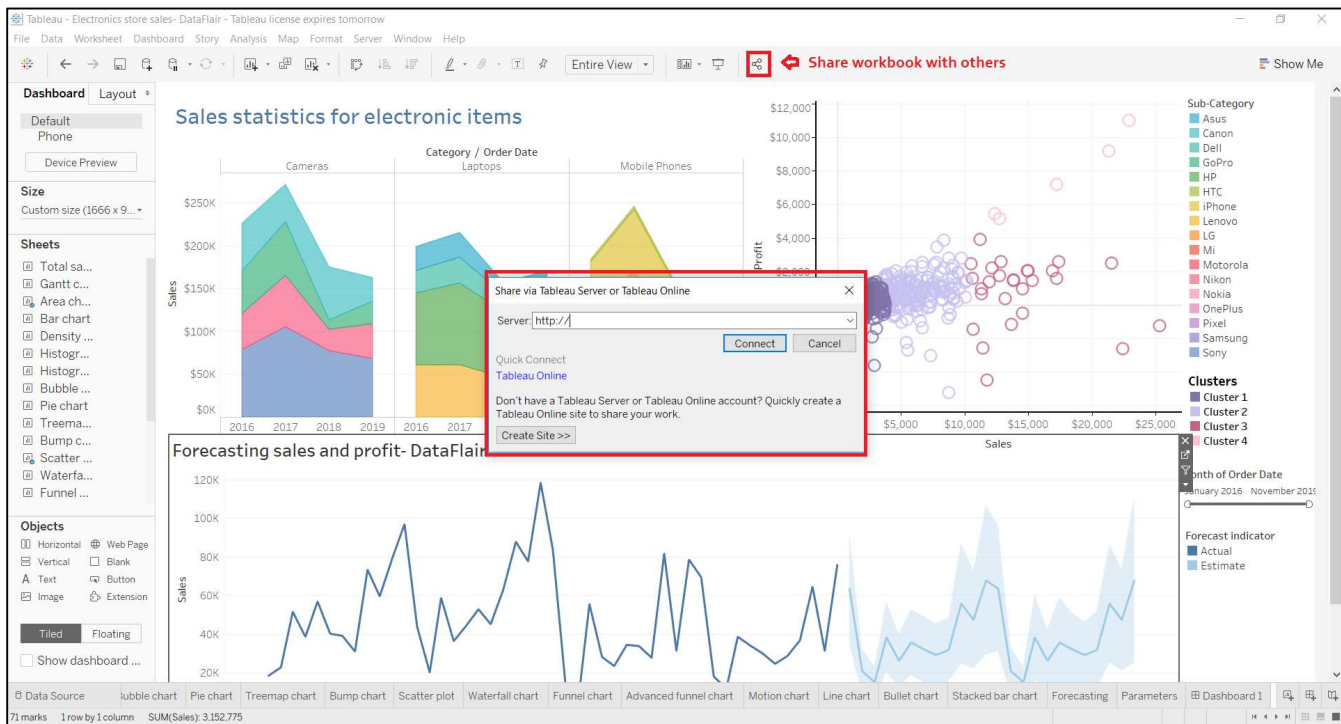 Tableau - Electronics store sales- DataFlair - Tableau license expires tomorrow
File Data Worksheet Dashboard Story Analysis Map Format Server Window Help
Entire View
Share workbook with others
Show Me
Dashboard Layout
Default
Phone
Device Preview
Size
Custom size (1666 x 9...
Sheets
Total sa...
Gantt c...
Area ch...
Bar chart
Density ...
Histogr...
Histogr...
Bubble ...
Pie chart
Treema...
Bump c...
Scatter ...
Waterfa...
Funnel ...
Objects
Horizontal Web Page
Vertical Blank
A Text Button
Image Extension
Tiled Floating
Show dashboard ...
Sales statistics for electronic items
Category / Order Date
Cameras Laptops Mobile Phones
$250K
$200K
$150K
$100K
$50K
$0K
Sales
2016 2017 2018 2019 2016 2017
$12,000
$10,000
$8,000
$6,000
$4,000
$2,000
Profit
$5,000 $10,000 $15,000 $20,000 $25,000
Sales
Share via Tableau Server or Tableau Online
Server: http://
Connect Cancel
Quick Connect
Tableau Online
Don't have a Tableau Server or Tableau Online account? Quickly create a
Tableau Online site to share your work.
Create Site >>
Sub-Category
Asus
Canon
Dell
GoPro
HP
HTC
iPhone
Lenovo
LG
Mi
Motorola
Nikon
Nokia
OnePlus
Pixel
Samsung
Sony
Clusters
Cluster 1
Cluster 2
Cluster 3
Cluster 4
of Order Date
January 2016 November 2019
Forecast indicator
Actual
Estimate
Forecasting sales and profit- DataFlair
120K
100K
80K
60K
40K
20K
Sales
Data Source ubble chart Pie chart Treemap chart Bump chart Scatter plot Waterfall chart Funnel chart Advanced funnel chart Motion chart Line chart Bullet chart Stacked bar chart Forecasting Parameters Dashboard 1
71 marks 1 row by 1 column SUM(Sales): 3,152,775